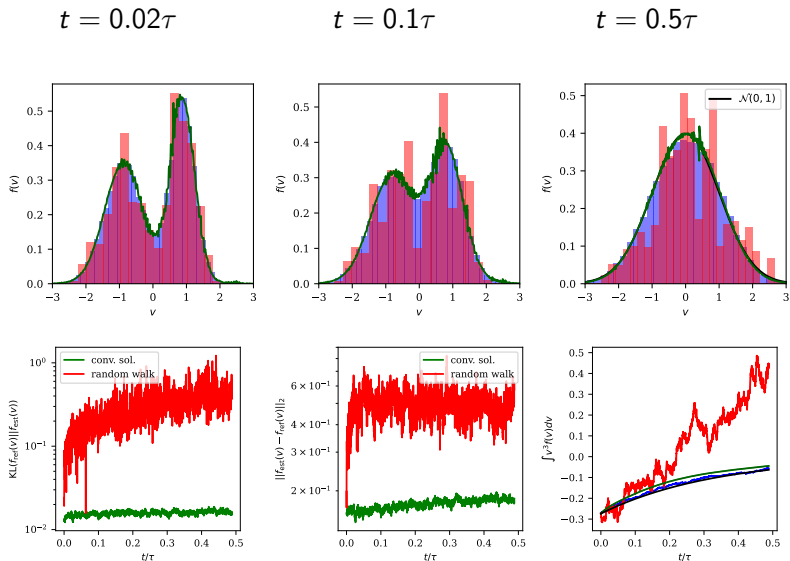 t = 0.02τ
t = 0.1τ
t = 0.5τ
f(v)
0.5
0.4
0.3
0.2
0.1
0.0
−3 −2 −1 0 1 2 3
v
f(v)
0.5
0.4
0.3
0.2
0.1
0.0
−3 −2 −1 0 1 2 3
v
f(v)
0.5
0.4
0.3
0.2
0.1
0.0
𝒩(0, 1)
−3 −2 −1 0 1 2 3
v
KL(f_ref(v)||f_est(v))
10⁰
10⁻¹
10⁻²
conv. sol.
random walk
0.0 0.1 0.2 0.3 0.4 0.5
t/τ
||f_est(v) − f_ref(v)||₂
6 × 10⁻¹
4 × 10⁻¹
3 × 10⁻¹
2 × 10⁻¹
conv. sol.
random walk
0.0 0.1 0.2 0.3 0.4 0.5
t/τ
∫ v³f(v)dv
0.5
0.4
0.3
0.2
0.1
0.0
−0.1
−0.2
−0.3
0.0 0.1 0.2 0.3 0.4 0.5
t/τ